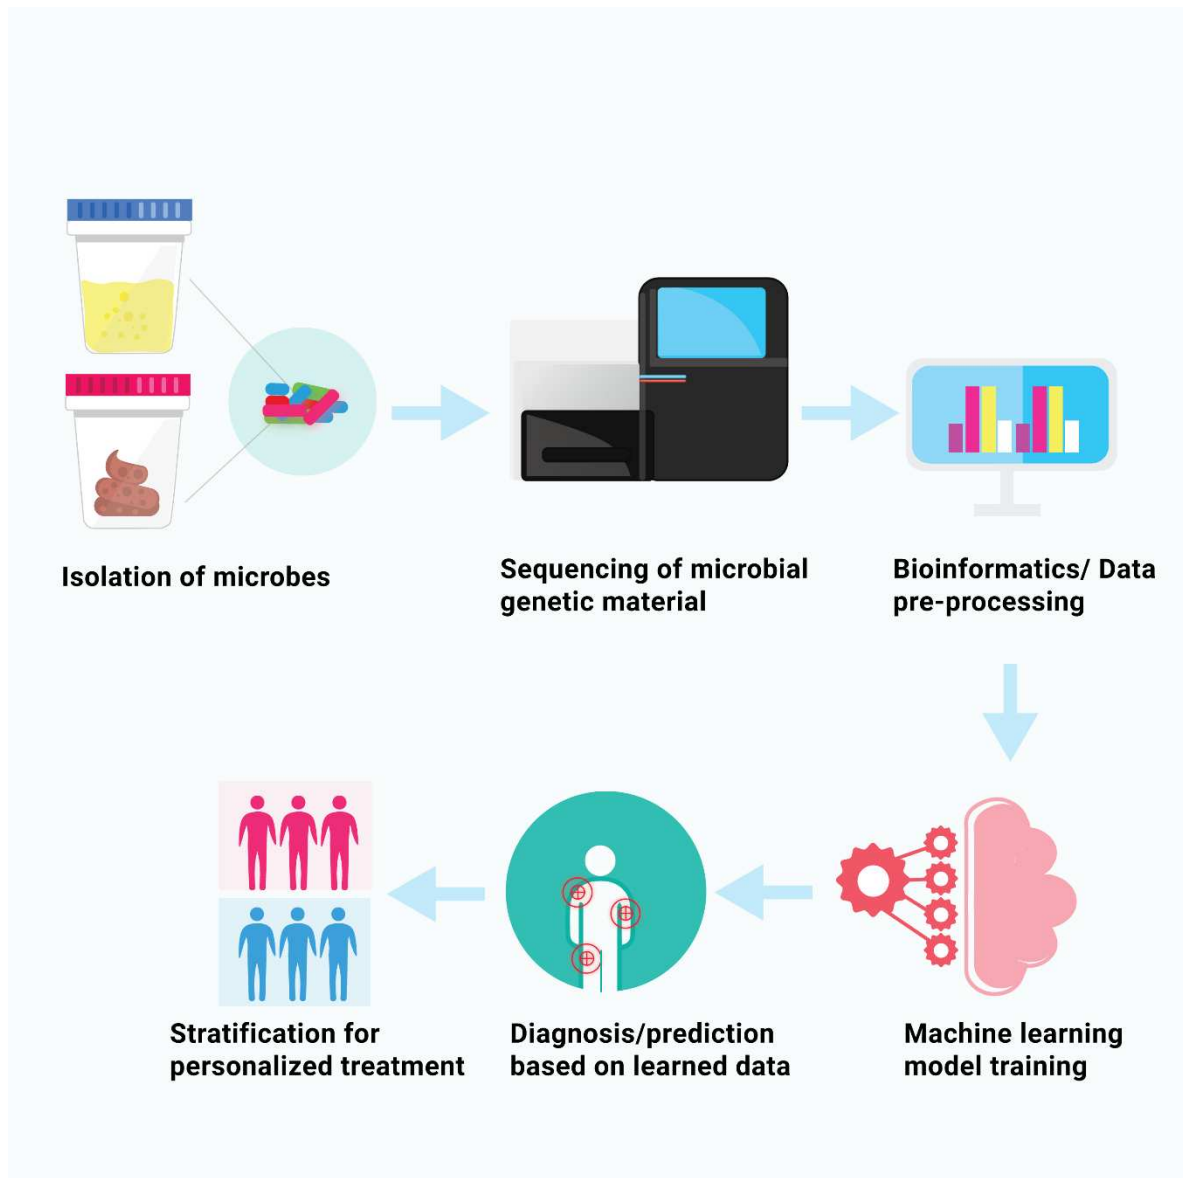 Isolation of microbes
Sequencing of microbial
genetic material
Bioinformatics/ Data
pre-processing
Stratification for
personalized treatment
Diagnosis/prediction
based on learned data
Machine learning
model training